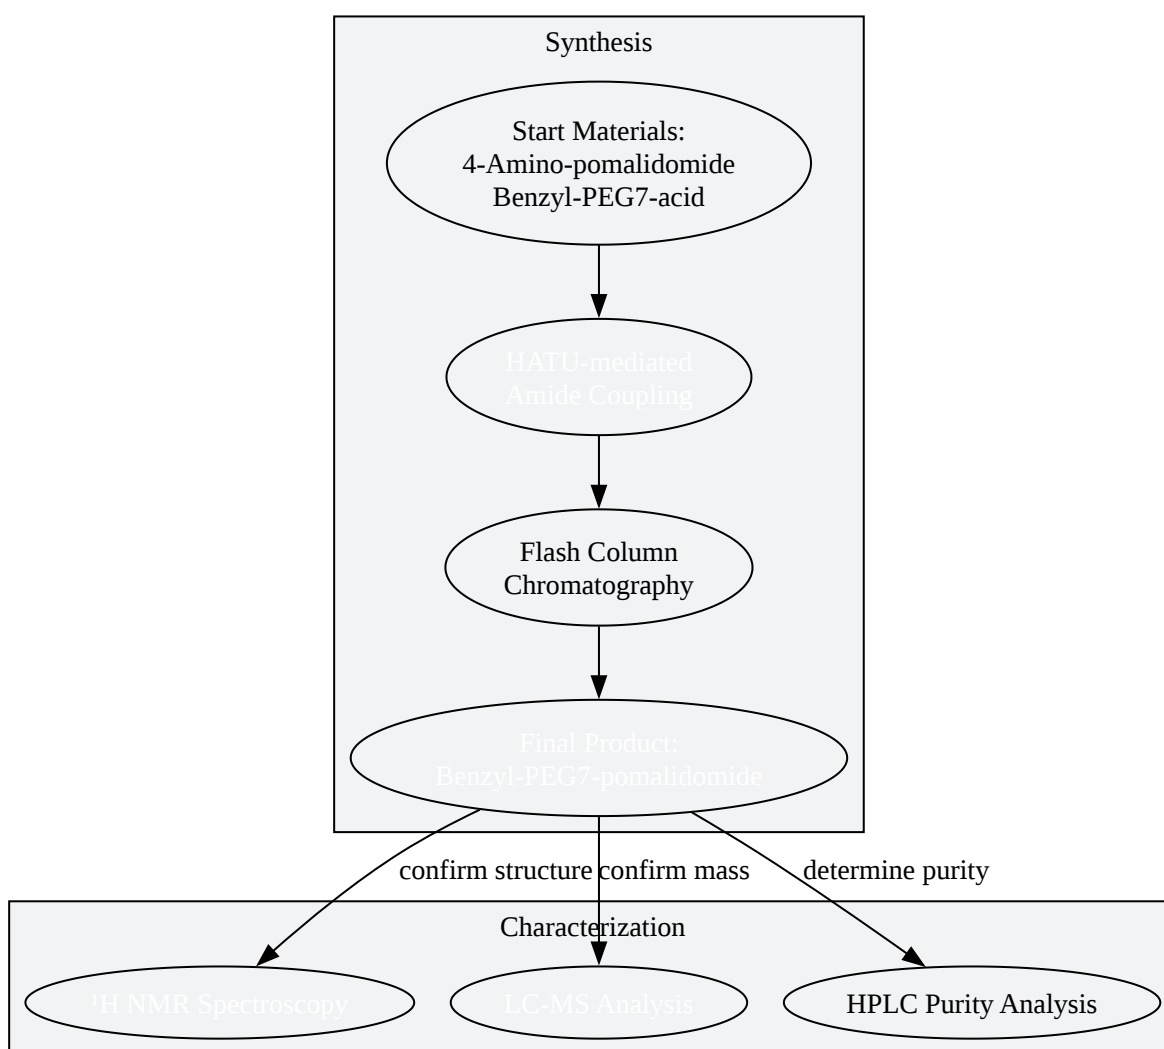 Synthesis
Start Materials:
4-Amino-pomalidomide
Benzyl-PEG7-acid
HATU-mediated
Amide Coupling
Flash Column
Chromatography
Final Product:
Benzyl-PEG7-pomalidomide
confirm structure
confirm mass
determine purity
Characterization
¹H NMR Spectroscopy
LC-MS Analysis
HPLC Purity Analysis